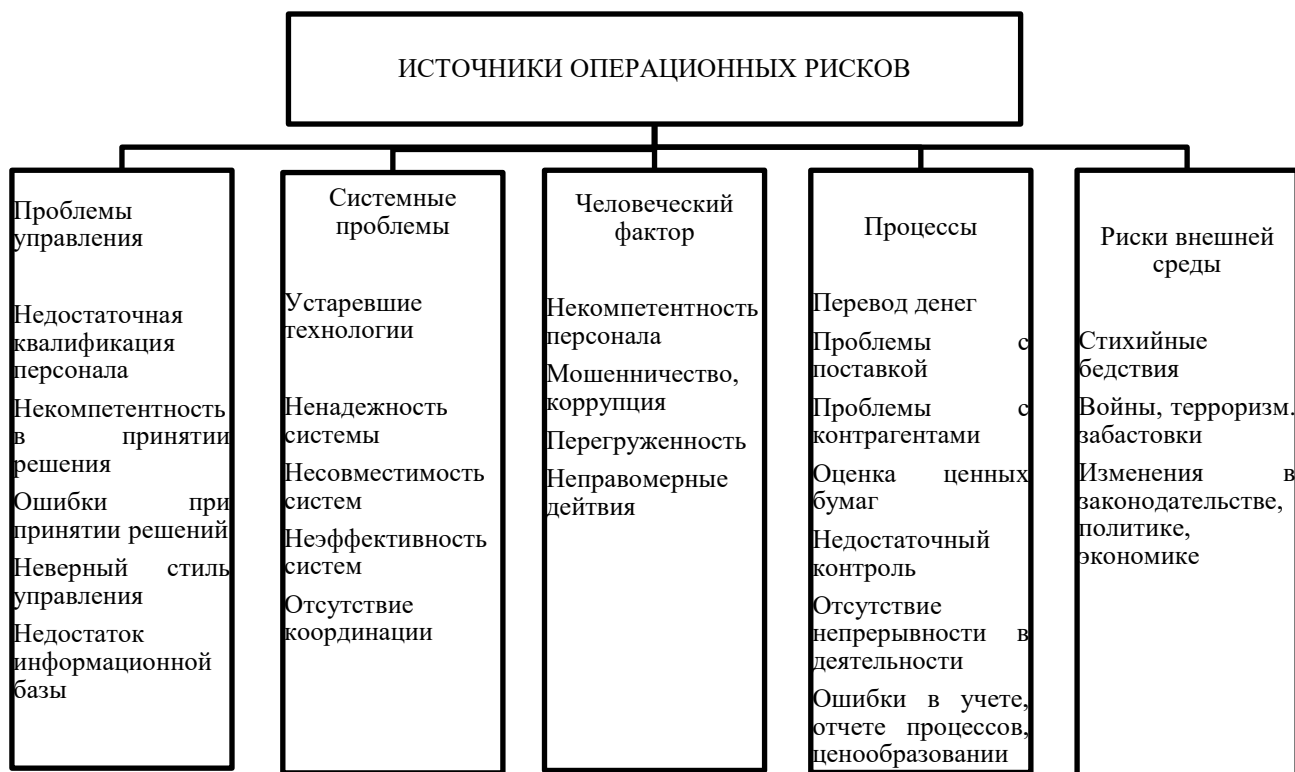 ИСТОЧНИКИ ОПЕРАЦИОННЫХ РИСКОВ
Проблемы
управления
Недостаточная
квалификация
персонала
Некомпетентность
в принятии
решения
Ошибки при
принятии решений
Неверный стиль
управления
Недостаток
информационной
базы
Системные
проблемы
Устаревшие
технологии
Ненадежность
системы
Несовместимость
систем
Неэффективность
систем
Отсутствие
координации
Человеческий
фактор
Некомпетентность
персонала
Мошенничество,
коррупция
Перегруженность
Неправомерные
дейтвия
Процессы
Перевод денег
Проблемы с
поставкой
Проблемы с
контрагентами
Оценка ценных
бумаг
Недостаточный
контроль
Отсутствие
непрерывности в
деятельности
Ошибки в учете,
отчете процессов,
ценообразовании
Риски внешней
среды
Стихийные
бедствия
Войны, терроризм.
забастовки
Изменения в
законодательстве,
политике,
экономике